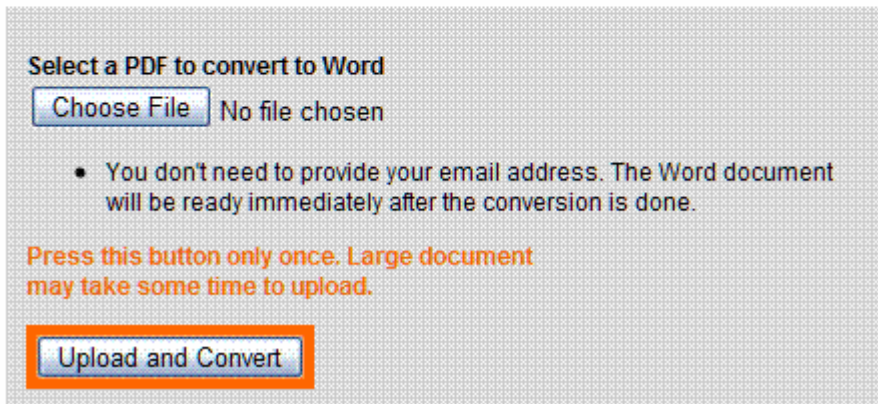 Select a PDF to convert to Word
Choose File No file chosen
• You don't need to provide your email address. The Word document
will be ready immediately after the conversion is done.
Press this button only once. Large document
may take some time to upload.
Upload and Convert